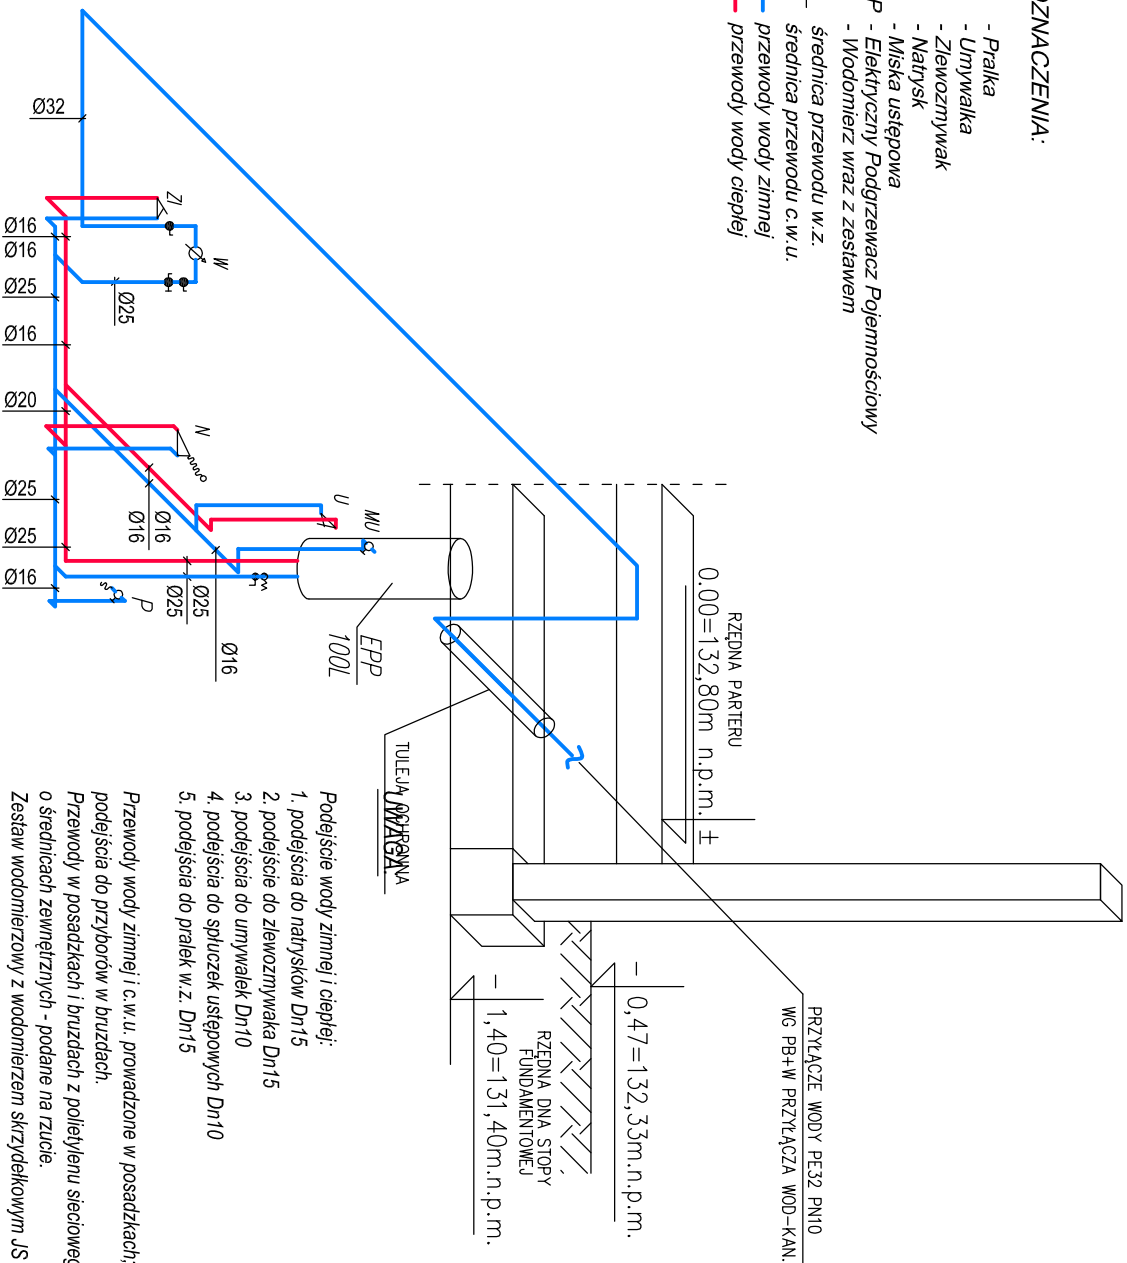 OZNACZENIA:
- Pralka
- Umywalka
- Zlewozmywak
- Natrysk
- Miska ustępowa
P - Elektryczny Podgrzewacz Pojemnościowy
- Wodomierz wraz z zestawem
średnica przewodu w.z.
średnica przewodu c.w.u.
przewody wody zimnej
przewody wody ciepłej
Ø32
Zl
W
Ø16
Ø16
Ø25
Ø25
Ø16
Ø20
N
Ø25
Ø16
Ø16
U
MU
Ø25
Ø16
P
Ø25
Ø25
Ø16
EPP
100L
RZĘDNA PARTERU
0.00=132,80m n.p.m. ±
TULEJA OCHRONNA
UWAGA:
PRZYŁĄCZE WODY PE32 PN10
WG PB+W PRZYŁĄCZA WOD-KAN.
- 0,47=132,33m.n.p.m.
RZĘDNA DNA STOPY
FUNDAMENTOWEJ
- 1,40=131,40m.n.p.m.
Podejście wody zimnej i ciepłej:
1. podejścia do natrysków Dn15
2. podejście do zlewozmywaka Dn15
3. podejścia do umywalek Dn10
4. podejścia do spłuczek ustępowych Dn10
5. podejścia do pralek w.z. Dn15
Przewody wody zimnej i c.w.u. prowadzone w posadzkach;
podejścia do przyborów w bruzdach.
Przewody w posadzkach i bruzdach z polietylenu siecioweg
o średnicach zewnętrznych - podane na rzucie.
Zestaw wodomierzowy z wodomierzem skrzydełkowym JS